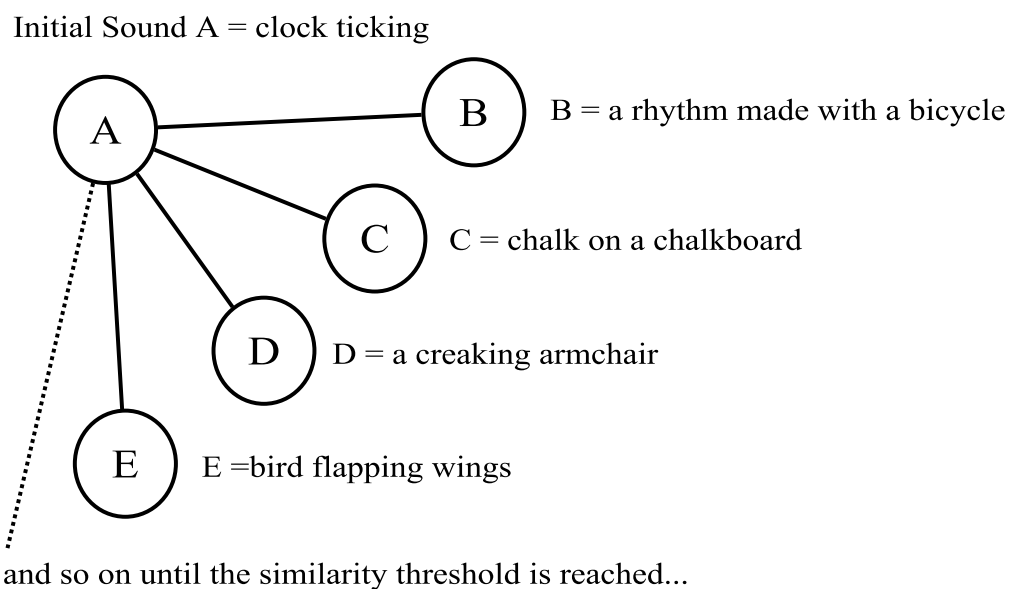 Initial Sound A = clock ticking
A
B
B = a rhythm made with a bicycle
C
C = chalk on a chalkboard
D
D = a creaking armchair
E
E =bird flapping wings
and so on until the similarity threshold is reached...